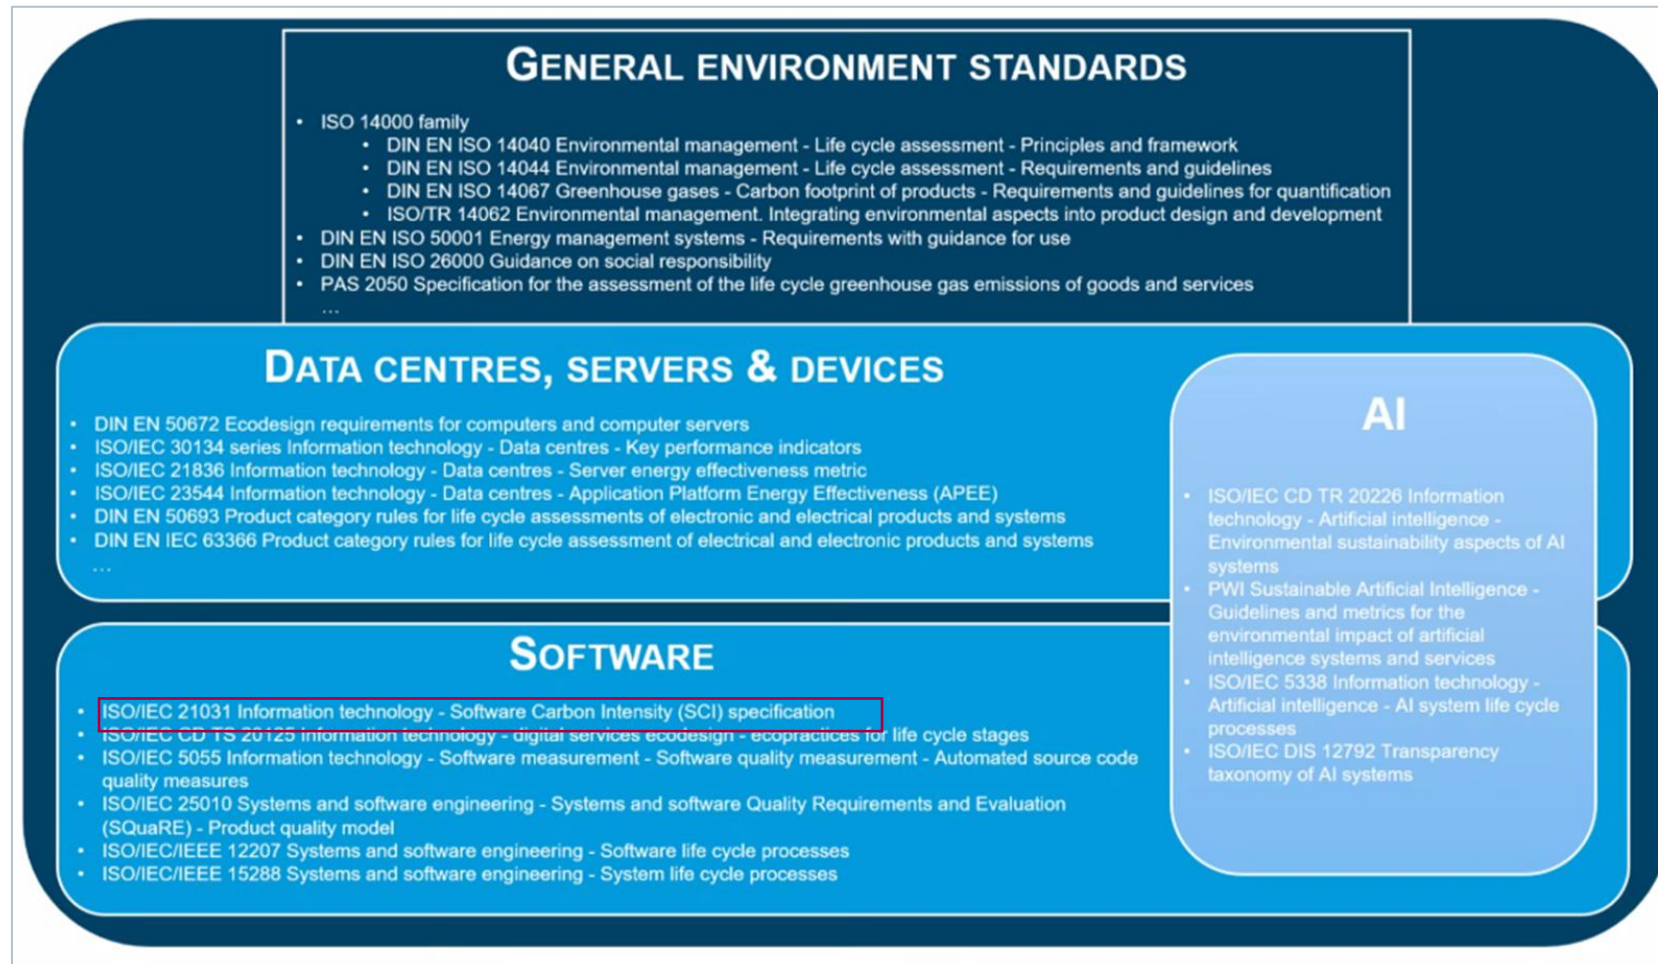 GENERAL ENVIRONMENT STANDARDS
• ISO 14000 family
• DIN EN ISO 14040 Environmental management - Life cycle assessment - Principles and framework
• DIN EN ISO 14044 Environmental management - Life cycle assessment - Requirements and guidelines
• DIN EN ISO 14067 Greenhouse gases - Carbon footprint of products - Requirements and guidelines for quantification
• ISO/TR 14062 Environmental management. Integrating environmental aspects into product design and development
• DIN EN ISO 50001 Energy management systems - Requirements with guidance for use
• DIN EN ISO 26000 Guidance on social responsibility
• PAS 2050 Specification for the assessment of the life cycle greenhouse gas emissions of goods and services
...
DATA CENTRES, SERVERS & DEVICES
• DIN EN 50672 Ecodesign requirements for computers and computer servers
• ISO/IEC 30134 series Information technology - Data centres - Key performance indicators
• ISO/IEC 21836 Information technology - Data centres - Server energy effectiveness metric
• ISO/IEC 23544 Information technology - Data centres - Application Platform Energy Effectiveness (APEE)
• DIN EN 50693 Product category rules for life cycle assessments of electronic and electrical products and systems
• DIN EN IEC 63366 Product category rules for life cycle assessment of electrical and electronic products and systems
...
AI
• ISO/IEC CD TR 20226 Information
technology - Artificial intelligence -
Environmental sustainability aspects of AI
systems
• PWI Sustainable Artificial Intelligence -
Guidelines and metrics for the
environmental impact of artificial
intelligence systems and services
• ISO/IEC 5338 Information technology -
Artificial intelligence - AI system life cycle
processes
• ISO/IEC DIS 12792 Transparency
taxonomy of AI systems
SOFTWARE
• ISO/IEC 21031 Information technology - Software Carbon Intensity (SCI) specification
• ISO/IEC CD TS 20125 Information technology - digital services ecodesign - ecopractices for life cycle stages
• ISO/IEC 5055 Information technology - Software measurement - Software quality measurement - Automated source code
quality measures
• ISO/IEC 25010 Systems and software engineering - Systems and software Quality Requirements and Evaluation
(SQuaRE) - Product quality model
• ISO/IEC/IEEE 12207 Systems and software engineering - Software life cycle processes
• ISO/IEC/IEEE 15288 Systems and software engineering - System life cycle processes